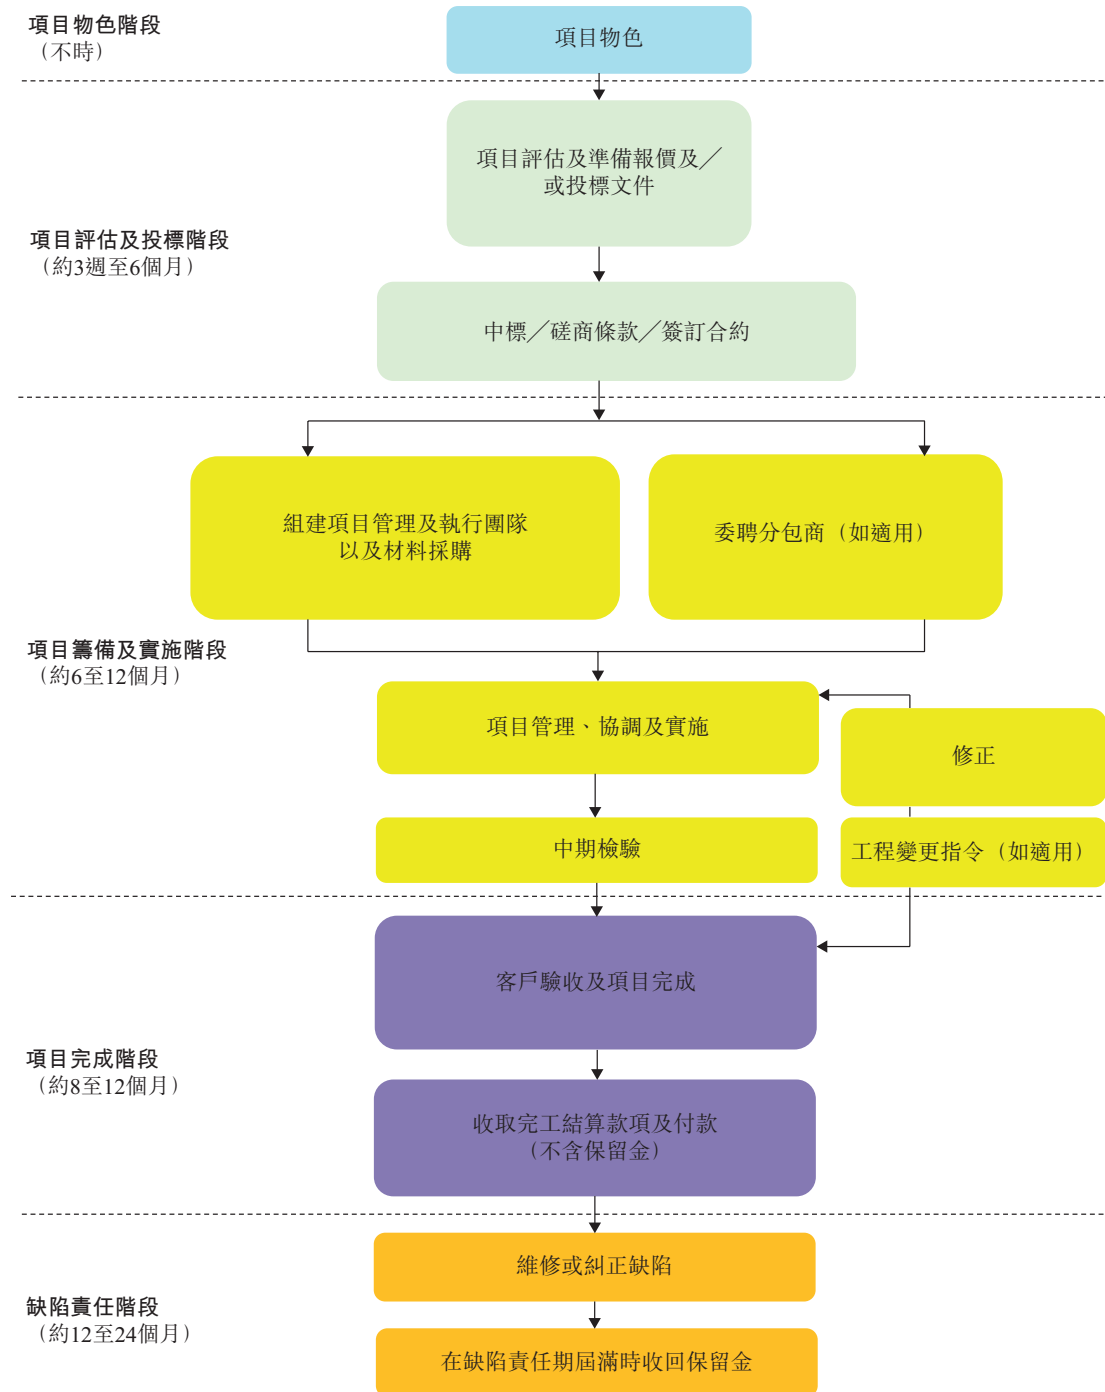 項目物色階段
（不時）
項目物色
項目評估及準備報價及╱
或投標文件
項目評估及投標階段
（約3週至6個月）
中標╱磋商條款╱簽訂合約
組建項目管理及執行團隊
以及材料採購
委聘分包商（如適用）
項目籌備及實施階段
（約6至12個月）
項目管理、協調及實施
修正
中期檢驗
工程變更指令（如適用）
客戶驗收及項目完成
項目完成階段
（約8至12個月）
收取完工結算款項及付款
（不含保留金）
維修或糾正缺陷
缺陷責任階段
（約12至24個月）
在缺陷責任期屆滿時收回保留金